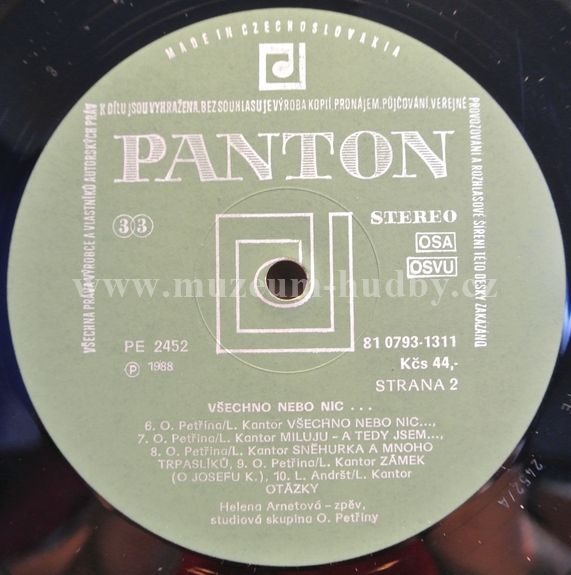 MADE IN CZECHOSLOVAKIA
VŠECHNA PRÁVA VÝROBCE A VLASTNÍKŮ AUTORSKÝCH PRÁV
K DÍLU JSOU VYHRAŽENA. BEZ SOUHLASU JE VÝROBA KOPIÍ, PRONÁJEM, PŮJČOVÁNÍ, VEŘEJNÉ
PROVOZOVÁNÍ A ROZHLASOVÉ ŠÍŘENÍ TÉTO DESKY ZAKÁZÁNO
PANTON
33
STEREO
OSA
OSVU
www.muzeum-hudby.cz
PE 2452
81 0793-1311
Ⓟ 1988
Kčs 44,-
STRANA 2
VŠECHNO NEBO NIC ...
6. O. Petřina/L. Kantor VŠECHNO NEBO NIC...,
7. O. Petřina/L. Kantor MILUJU - A TEDY JSEM...,
8. O. Petřina/L. Kantor SNĚHURKA A MNOHO
TRPASLÍKŮ, 9. O. Petřina/L. Kantor ZÁMEK
(O JOSEFU K.), 10. L. Andršt/L. Kantor
OTÁZKY
Helena Arnetová - zpěv,
studiová skupina O. Petřiny